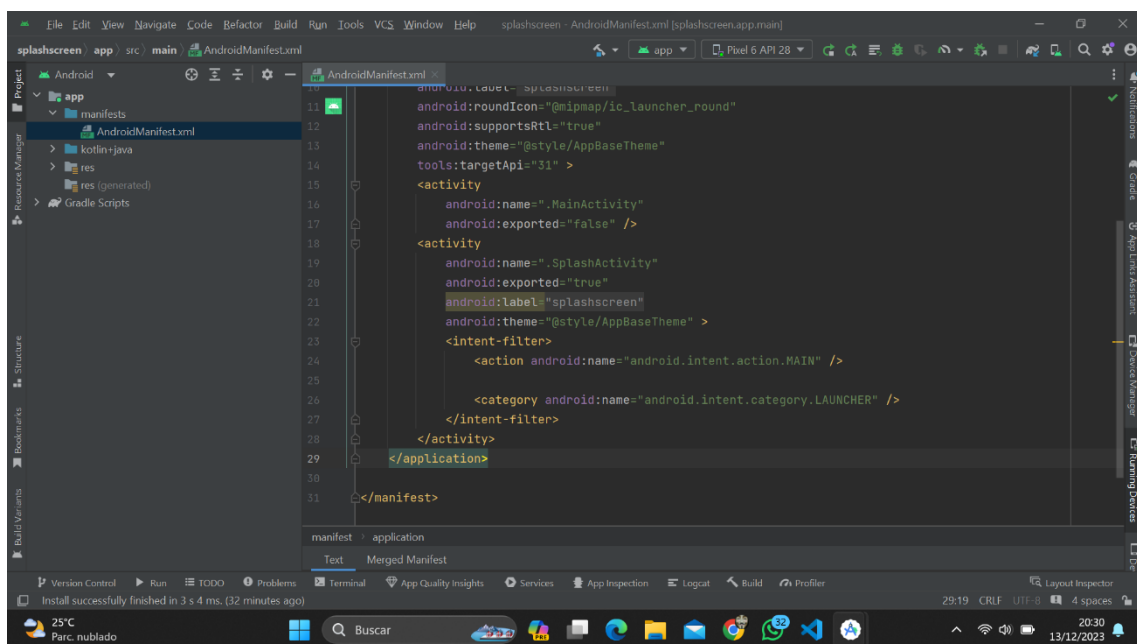 File Edit View Navigate Code Refactor Build Run Tools VCS Window Help splashscreen - AndroidManifest.xml [splashscreen.app.main]
splashscreen app src main AndroidManifest.xml app Pixel 6 API 28
Project
Android
AndroidManifest.xml
app
manifests
AndroidManifest.xml
kotlin+java
res
res (generated)
Gradle Scripts
Resource Manager
Structure
Bookmarks
Build Variants
10 android:label="splashscreen"
11 android:roundIcon="@mipmap/ic_launcher_round"
12 android:supportsRtl="true"
13 android:theme="@style/AppBaseTheme"
14 tools:targetApi="31" >
15 <activity
16 android:name=".MainActivity"
17 android:exported="false" />
18 <activity
19 android:name=".SplashActivity"
20 android:exported="true"
21 android:label="splashscreen"
22 android:theme="@style/AppBaseTheme" >
23 <intent-filter>
24 <action android:name="android.intent.action.MAIN" />
25
26 <category android:name="android.intent.category.LAUNCHER" />
27 </intent-filter>
28 </activity>
29 </application>
30
31 </manifest>
Notifications
Gradle
App Links Assistant
Device Manager
Running Devices
manifest application
Text Merged Manifest
Version Control Run TODO Problems Terminal App Quality Insights Services App Inspection Logcat Build Profiler Layout Inspector
Install successfully finished in 3 s 4 ms. (32 minutes ago) 29:19 CRLF UTF-8 4 spaces
25°C
Parc. nublado
Buscar
PRE
32
20:30
13/12/2023